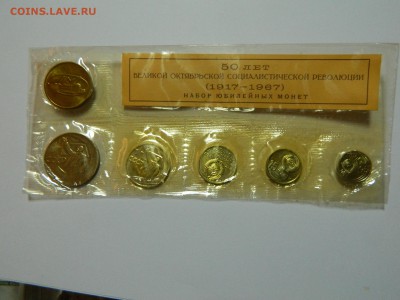 COINS.LAVE.RU
50 ЛЕТ
ВЕЛИКОЙ ОКТЯБРЬСКОЙ СОЦИАЛИСТИЧЕСКОЙ РЕВОЛЮЦИИ
(1917-1967)
НАБОР ЮБИЛЕЙНЫХ МОНЕТ